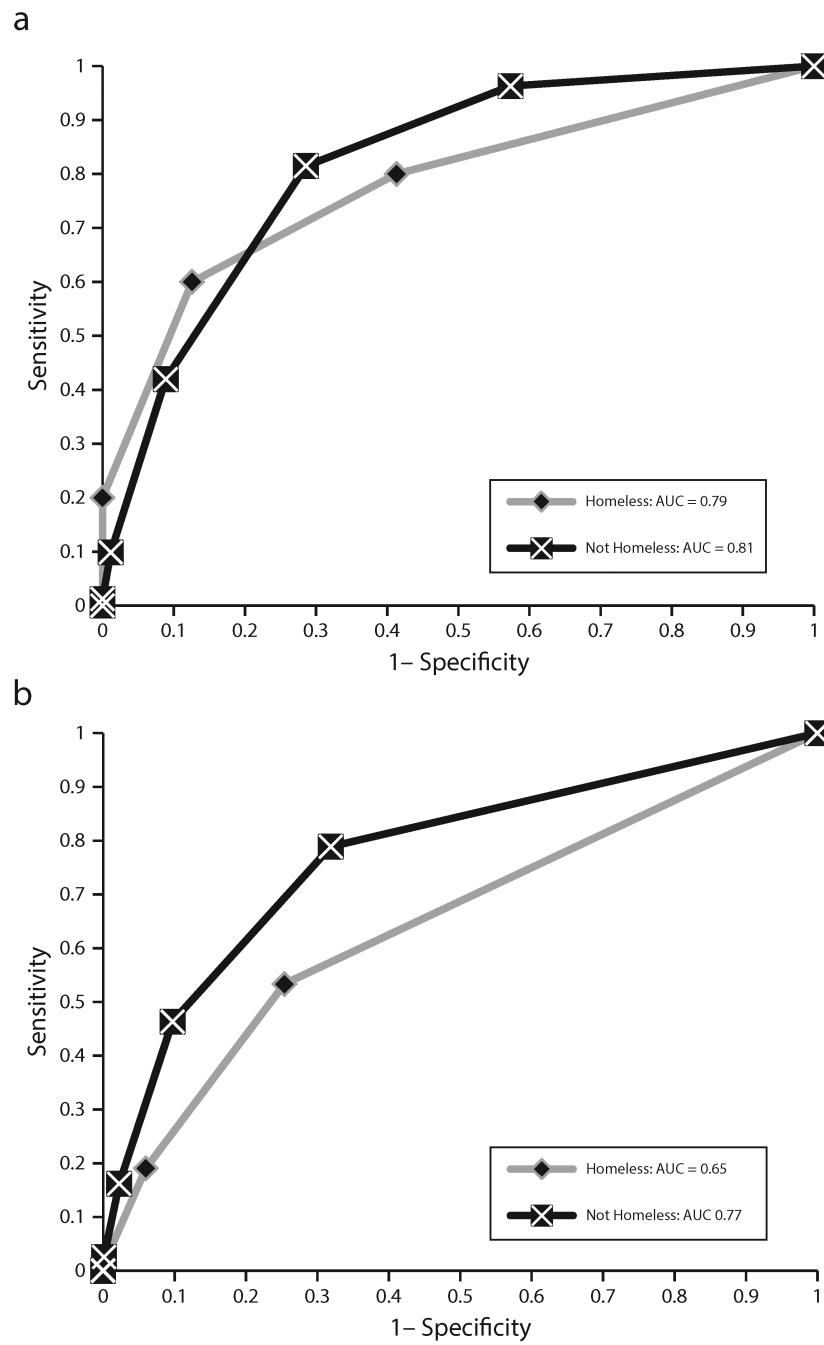 a
1
0.9
0.8
0.7
0.6
0.5
0.4
0.3
0.2
0.1
0
Sensitivity
Homeless: AUC = 0.79
Not Homeless: AUC = 0.81
0 0.1 0.2 0.3 0.4 0.5 0.6 0.7 0.8 0.9 1
1– Specificity
b
1
0.9
0.8
0.7
0.6
0.5
0.4
0.3
0.2
0.1
0
Sensitivity
Homeless: AUC = 0.65
Not Homeless: AUC 0.77
0 0.1 0.2 0.3 0.4 0.5 0.6 0.7 0.8 0.9 1
1– Specificity